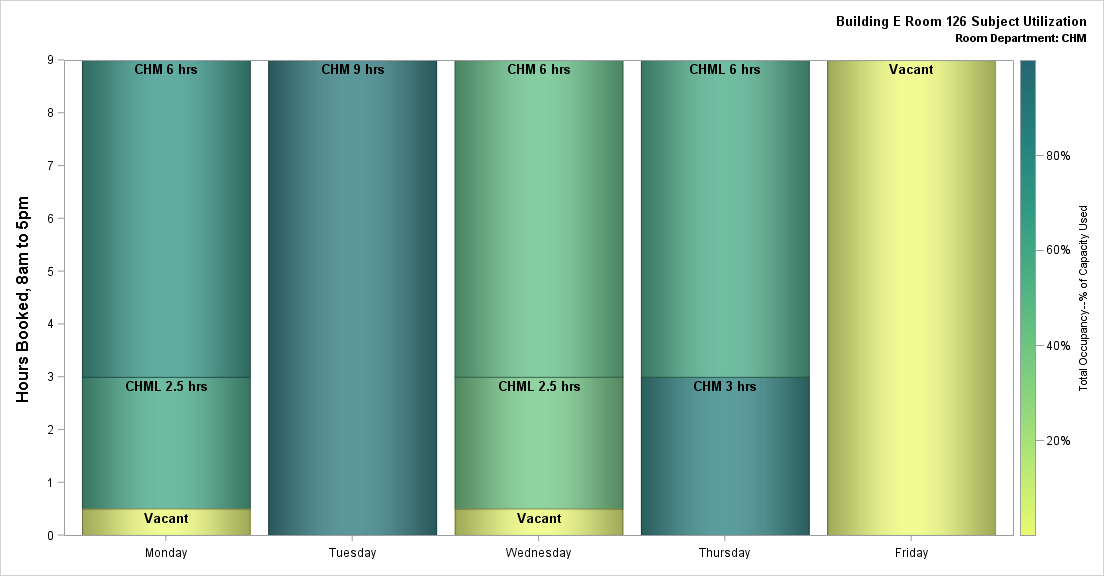 Building E Room 126 Subject Utilization
Room Department: CHM
Hours Booked, 8am to 5pm
9
8
7
6
5
4
3
2
1
0
CHM 6 hrs
CHML 2.5 hrs
Vacant
CHM 9 hrs
CHM 6 hrs
CHML 2.5 hrs
Vacant
CHML 6 hrs
CHM 3 hrs
Vacant
Monday
Tuesday
Wednesday
Thursday
Friday
80%
60%
40%
20%
Total Occupancy--% of Capacity Used